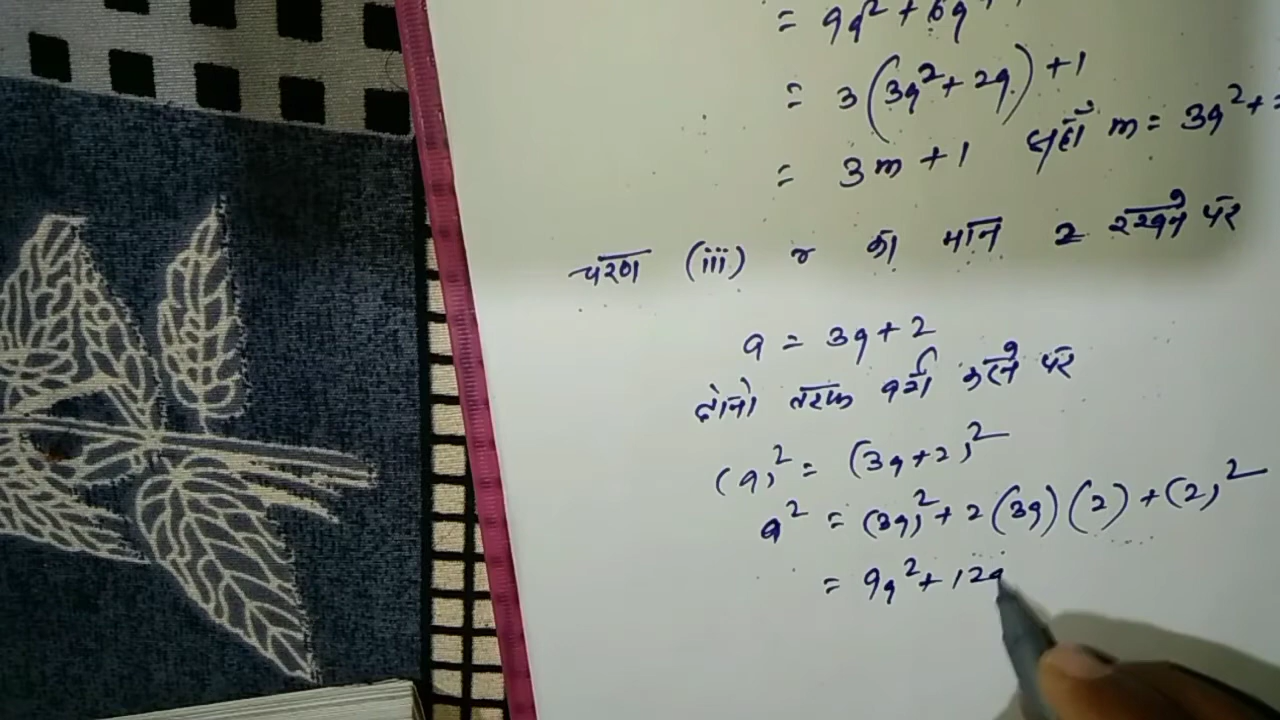 = 9q² + 6q +
= 3(3q² + 2q) + 1
= 3m + 1 जहाँ m = 3q² +
चरण (iii) r का मान 2 रखने पर
a = 3q + 2
दोनो तरफ वर्ग करने पर
(a)² = (3q + 2)²
a² = (3q)² + 2(3q)(2) + (2)²
= 9q² + 12q